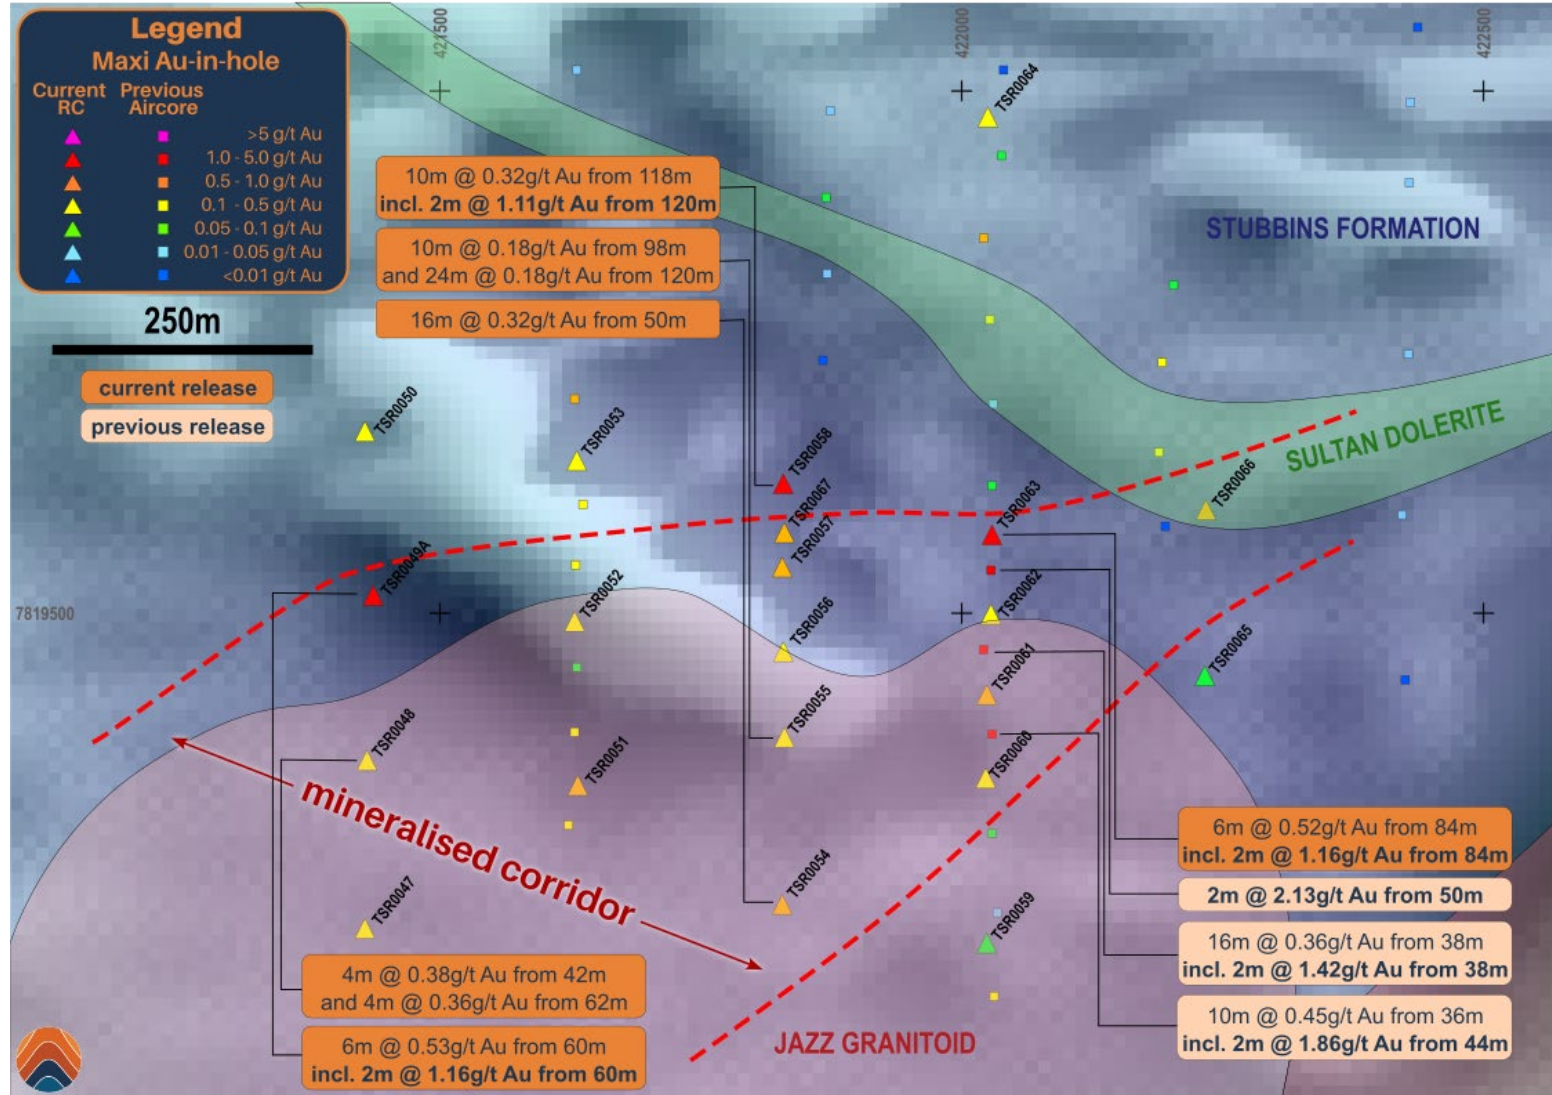 Legend
Maxi Au-in-hole
Current RC
Previous Aircore
>5 g/t Au
1.0 - 5.0 g/t Au
0.5 - 1.0 g/t Au
0.1 - 0.5 g/t Au
0.05 - 0.1 g/t Au
0.01 - 0.05 g/t Au
<0.01 g/t Au
250m
current release
previous release
421500
422000
422500
7819500
10m @ 0.32g/t Au from 118m
incl. 2m @ 1.11g/t Au from 120m
10m @ 0.18g/t Au from 98m
and 24m @ 0.18g/t Au from 120m
16m @ 0.32g/t Au from 50m
STUBBINS FORMATION
SULTAN DOLERITE
TSR0064
TSR0050
TSR0053
TSR0058
TSR0067
TSR0057
TSR0063
TSR0066
TSR0049A
TSR0052
TSR0056
TSR0062
TSR0061
TSR0065
TSR0048
TSR0051
TSR0055
TSR0060
TSR0047
TSR0054
TSR0059
mineralised corridor
JAZZ GRANITOID
4m @ 0.38g/t Au from 42m
and 4m @ 0.36g/t Au from 62m
6m @ 0.53g/t Au from 60m
incl. 2m @ 1.16g/t Au from 60m
6m @ 0.52g/t Au from 84m
incl. 2m @ 1.16g/t Au from 84m
2m @ 2.13g/t Au from 50m
16m @ 0.36g/t Au from 38m
incl. 2m @ 1.42g/t Au from 38m
10m @ 0.45g/t Au from 36m
incl. 2m @ 1.86g/t Au from 44m